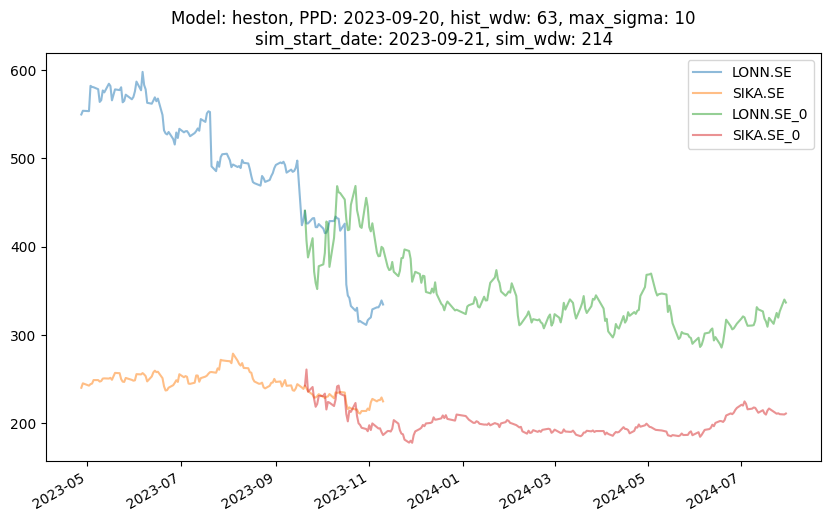 Model: heston, PPD: 2023-09-20, hist_wdw: 63, max_sigma: 10
sim_start_date: 2023-09-21, sim_wdw: 214
LONN.SE
SIKA.SE
LONN.SE_0
SIKA.SE_0
600
500
400
300
200
2023-05
2023-07
2023-09
2023-11
2024-01
2024-03
2024-05
2024-07